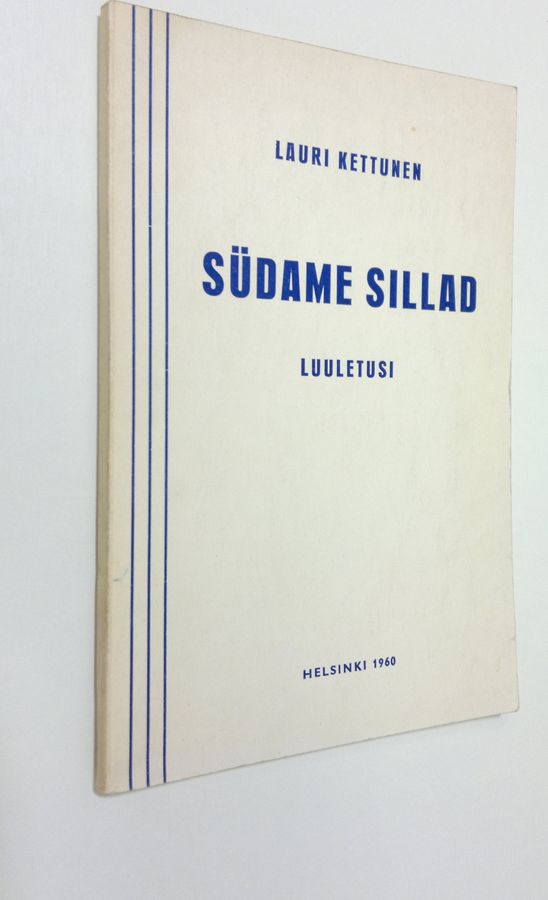 LAURI KETTUNEN
SÜDAME SILLAD
LUULETUSI
HELSINKI 1960